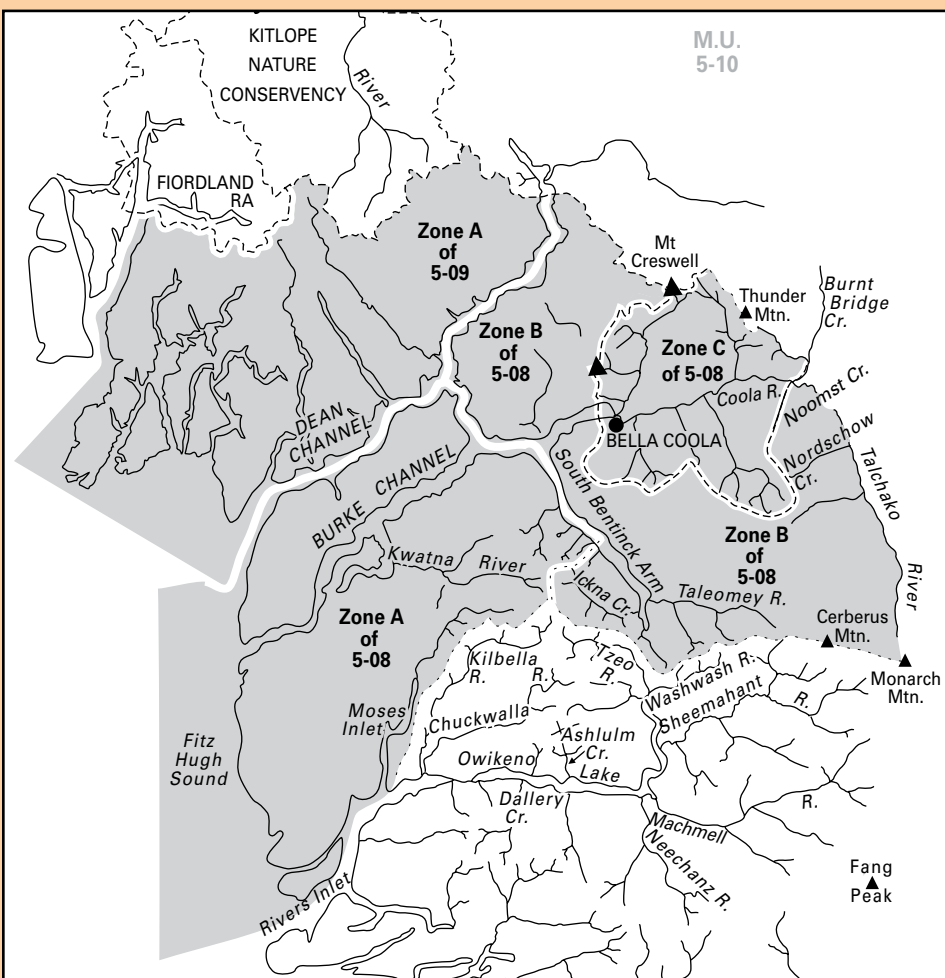 KITLOPE
NATURE
CONSERVENCY
River
M.U.
5-10
FIORDLAND
RA
Zone A
of
5-09
Mt
Creswell
Thunder
Mtn.
Burnt
Bridge
Cr.
Zone B
of
5-08
Zone C
of 5-08
Coola R.
Noomst Cr.
DEAN
CHANNEL
BELLA COOLA
Nordschow
Cr.
BURKE CHANNEL
South Bentinck Arm
Talchako
River
Zone B
of
5-08
Kwatna River
Ickna Cr.
Taleomey R.
Zone A
of
5-08
Cerberus
Mtn.
Monarch
Mtn.
Kilbella
R.
R.
Tzeo
R.
Washwash R.
Sheemahant
R.
Moses
Inlet
Chuckwalla
Ashlulm
Cr.
Fitz
Hugh
Sound
Owikeno
Lake
Dallery
Cr.
R.
Machmell
Neechanz R.
Fang
Peak
Rivers Inlet